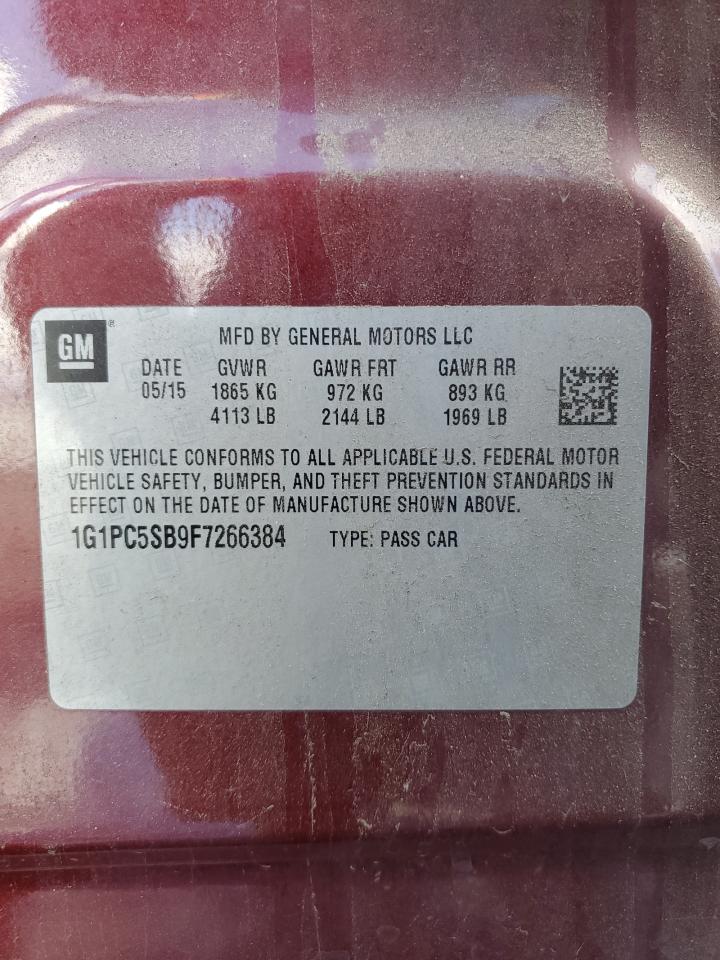 GM®
MFD BY GENERAL MOTORS LLC
DATE GVWR GAWR FRT GAWR RR
05/15 1865 KG 972 KG 893 KG
4113 LB 2144 LB 1969 LB
THIS VEHICLE CONFORMS TO ALL APPLICABLE U.S. FEDERAL MOTOR
VEHICLE SAFETY, BUMPER, AND THEFT PREVENTION STANDARDS IN
EFFECT ON THE DATE OF MANUFACTURE SHOWN ABOVE.
1G1PC5SB9F7266384 TYPE: PASS CAR